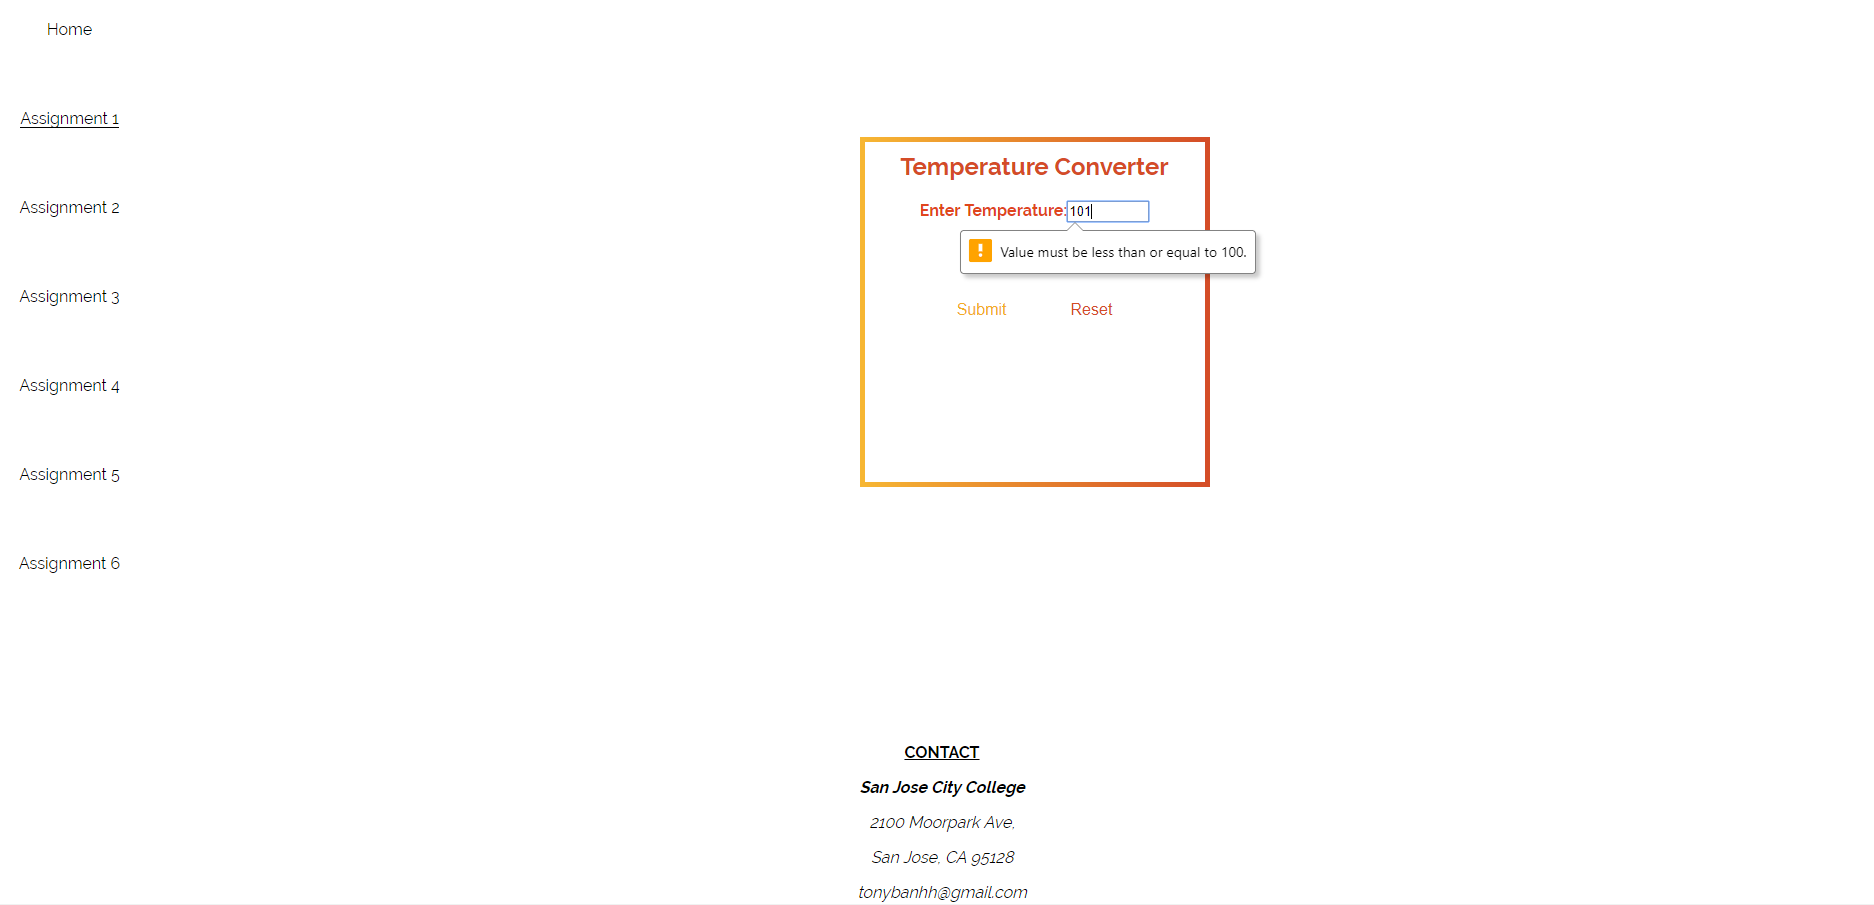 Home
Assignment 1
Assignment 2
Assignment 3
Assignment 4
Assignment 5
Assignment 6
Temperature Converter
Enter Temperature:101
Value must be less than or equal to 100.
Submit Reset
CONTACT
San Jose City College
2100 Moorpark Ave,
San Jose, CA 95128
tonybanhh@gmail.com